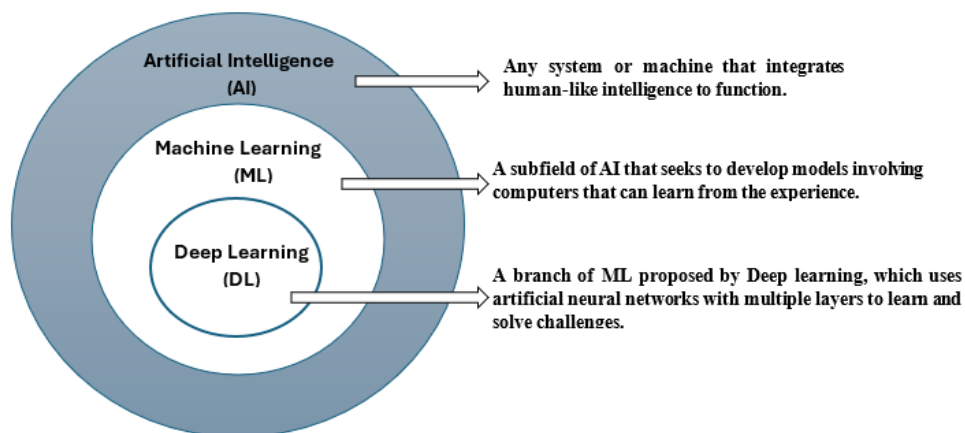 Artificial Intelligence
(AI)
Any system or machine that integrates
human-like intelligence to function.
Machine Learning
(ML)
A subfield of AI that seeks to develop models involving
computers that can learn from the experience.
Deep Learning
(DL)
A branch of ML proposed by Deep learning, which uses
artificial neural networks with multiple layers to learn and
solve challenges.